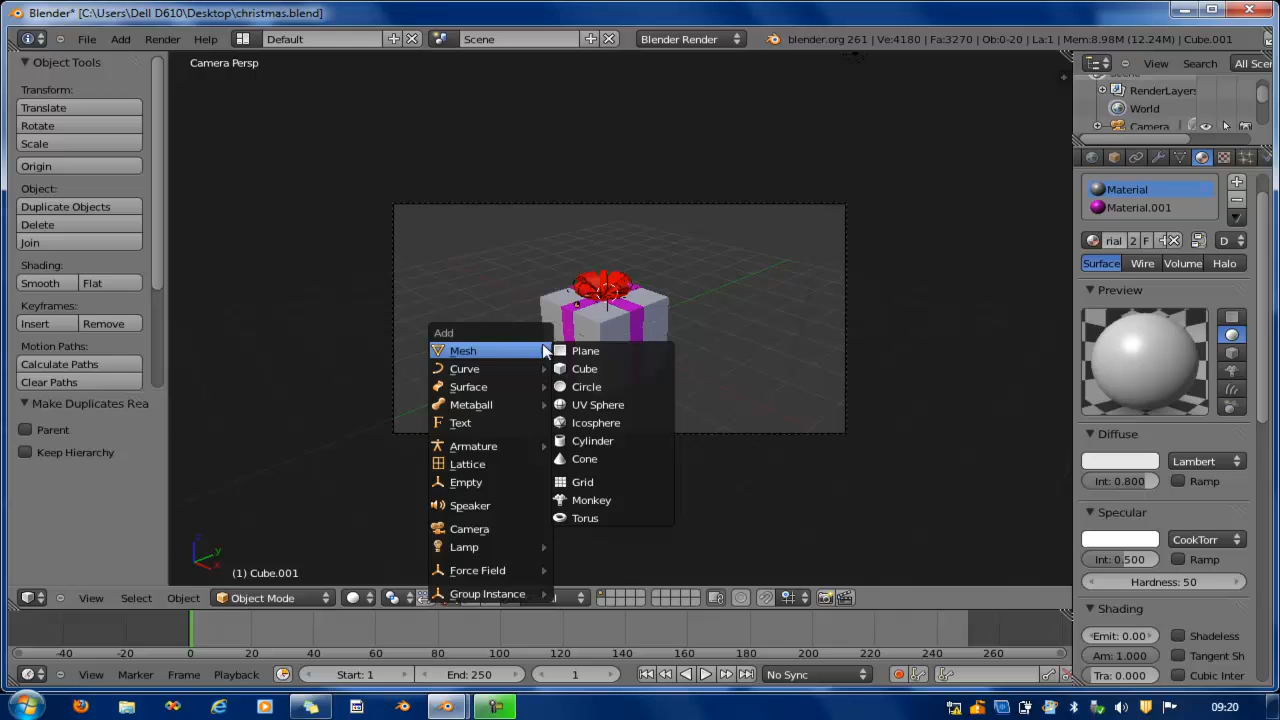 Blender* [C:\Users\Dell D610\Desktop\christmas.blend]
File Add Render Help Default Scene Blender Render blender.org 261 | Ve:4180 | Fa:3270 | Ob:0-20 | La:1 | Mem:8.98M (12.24M) | Cube.001
Object Tools
Transform:
Translate
Rotate
Scale
Origin
Object:
Duplicate Objects
Delete
Join
Shading:
Smooth Flat
Keyframes:
Insert Remove
Motion Paths:
Calculate Paths
Clear Paths
Make Duplicates Rea
Parent
Keep Hierarchy
Camera Persp
Add
Mesh
Curve
Surface
Metaball
Text
Armature
Lattice
Empty
Speaker
Camera
Lamp
Force Field
Group Instance
Plane
Cube
Circle
UV Sphere
Icosphere
Cylinder
Cone
Grid
Monkey
Torus
z
y
x
(1) Cube.001
View Select Object Object Mode
-40 -20 0 20 40 60 80 100 120 140 160 180 200 220 240 260
View Marker Frame Playback Start: 1 End: 250 1 No Sync
View Search All Scen
Scene
RenderLayers
World
Camera
Material
Material.001
rial 2 F D
Surface Wire Volume Halo
Preview
Diffuse
Lambert
Int: 0.800 Ramp
Specular
CookTorr
Int: 0.500 Ramp
Hardness: 50
Shading
Emit: 0.00 Shadeless
Am: 1.000 Tangent Sh
Tra: 0.000 Cubic Inter
09:20